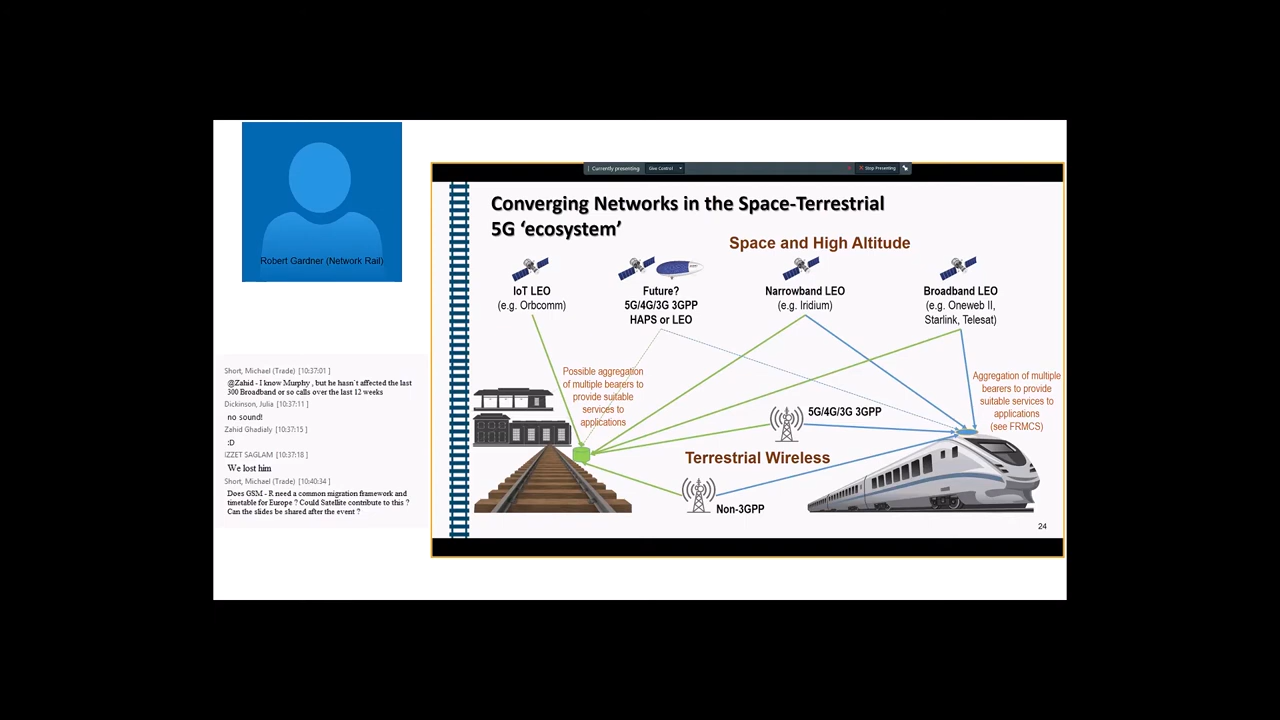 Robert Gardner (Network Rail)
Short, Michael (Trade) [10:37:01 ]
@Zahid - I know Murphy , but he hasn`t affected the last
300 Broadband or so calls over the last 12 weeks
Dickinson, Julia [10:37:11 ]
no sound!
Zahid Ghadialy [10:37:15 ]
:D
IZZET SAGLAM [10:37:18 ]
We lost him
Short, Michael (Trade) [10:40:34 ]
Does GSM - R need a common migration framework and
timetable for Europe ? Could Satellite contribute to this ?
Can the slides be shared after the event ?
Currently presenting
Give Control
Stop Presenting
Converging Networks in the Space-Terrestrial
5G ‘ecosystem’
Space and High Altitude
IoT LEO
(e.g. Orbcomm)
Future?
5G/4G/3G 3GPP
HAPS or LEO
Narrowband LEO
(e.g. Iridium)
Broadband LEO
(e.g. Oneweb II,
Starlink, Telesat)
Possible aggregation
of multiple bearers to
provide suitable
services to
applications
Aggregation of multiple
bearers to provide
suitable services to
applications
(see FRMCS)
5G/4G/3G 3GPP
Terrestrial Wireless
Non-3GPP
24